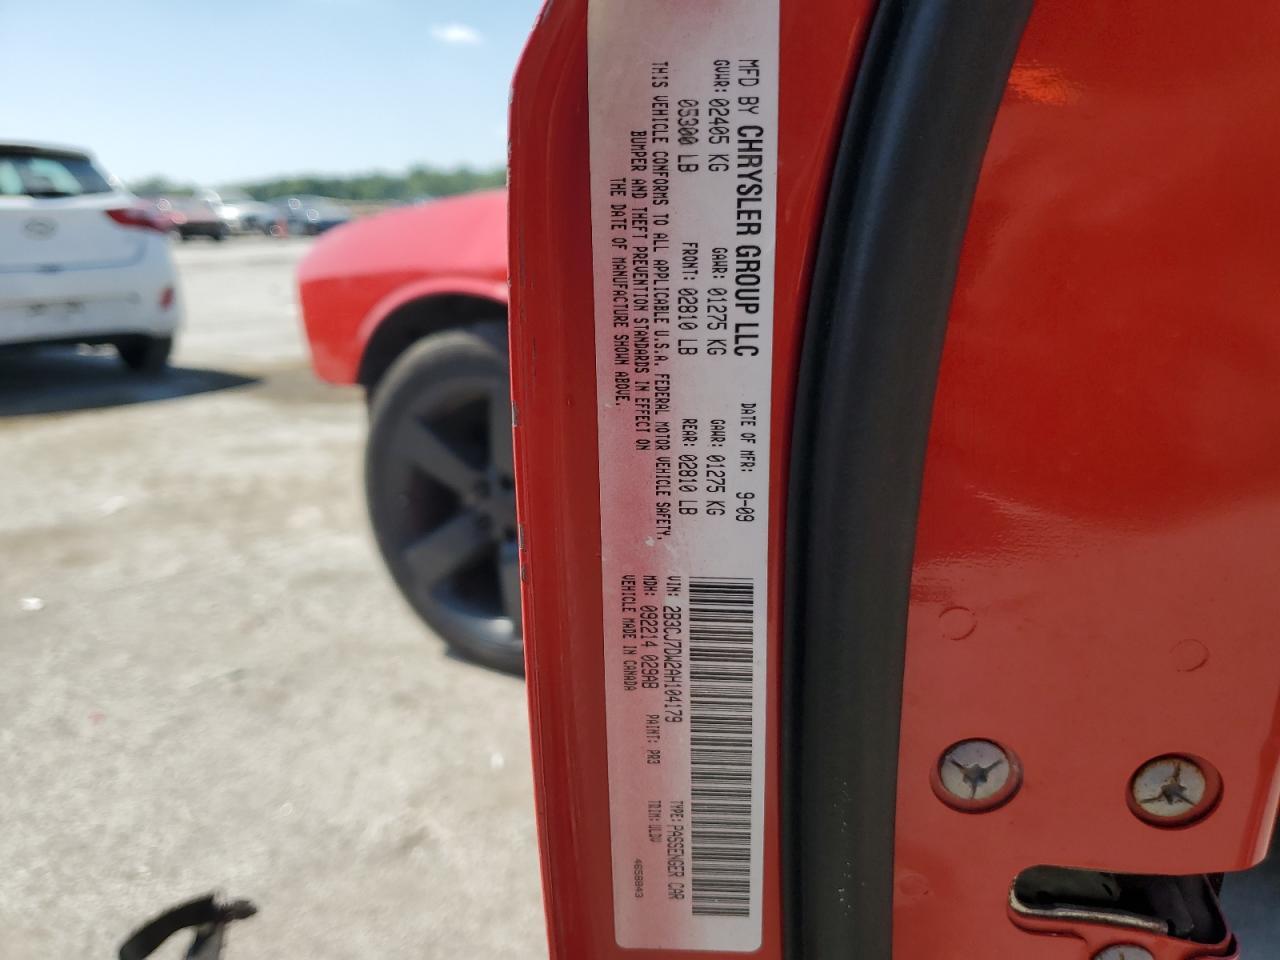 MFD BY CHRYSLER GROUP LLC DATE OF MFR: 9-09
GVWR: 02405 KG GAWR: 01275 KG GAWR: 01275 KG
05300 LB FRONT: 02810 LB REAR: 02810 LB
THIS VEHICLE CONFORMS TO ALL APPLICABLE U.S.A. FEDERAL MOTOR VEHICLE SAFETY,
BUMPER AND THEFT PREVENTION STANDARDS IN EFFECT ON
THE DATE OF MANUFACTURE SHOWN ABOVE.
VIN: 2B3CJ7DW2AH104179 TYPE: PASSENGER CAR
MDH: 092214 029AB PAINT: PR3 TRIM: ULDV
VEHICLE MADE IN CANADA 4658843